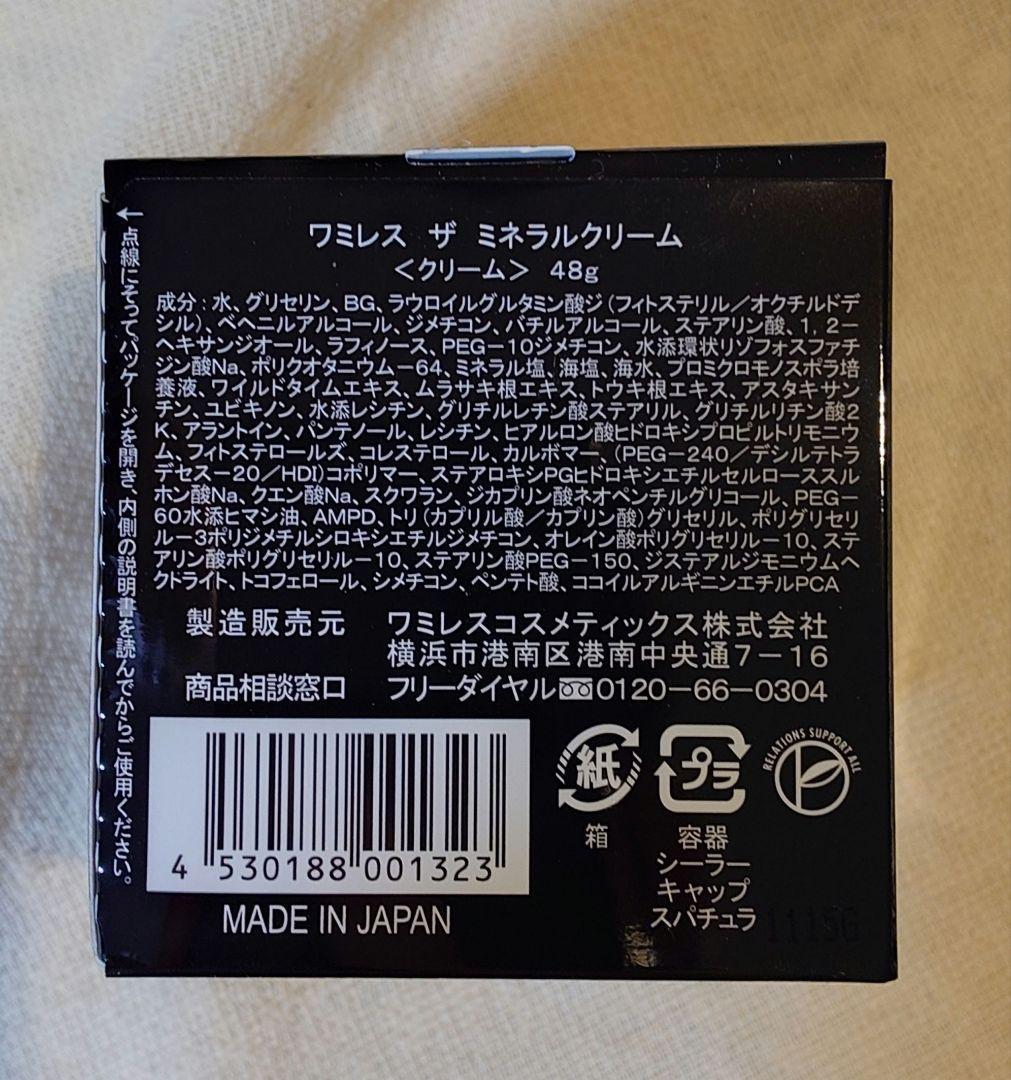 ←点線にそってパッケージを開き、内側の説明書を読んでからご使用ください。
ワミレス ザ ミネラルクリーム
＜クリーム＞ 48g
成分：水、グリセリン、BG、ラウロイルグルタミン酸ジ（フィトステリル／オクチルドデ
シル）、ベヘニルアルコール、ジメチコン、バチルアルコール、ステアリン酸、1，2－
ヘキサンジオール、ラフィノース、PEG－10ジメチコン、水添環状リゾフォスファチ
ジン酸Na、ポリクオタニウム－64、ミネラル塩、海塩、海水、プロミクロモノスポラ培
養液、ワイルドタイムエキス、ムラサキ根エキス、トウキ根エキス、アスタキサン
チン、ユビキノン、水添レシチン、グリチルレチン酸ステアリル、グリチルリチン酸2
K、アラントイン、パンテノール、レシチン、ヒアルロン酸ヒドロキシプロピルトリモニウ
ム、フィトステロールズ、コレステロール、カルボマー、（PEG－240／デシルテトラ
デセス－20／HDI）コポリマー、ステアロキシPGヒドロキシエチルセルローススル
ホン酸Na、クエン酸Na、スクワラン、ジカプリン酸ネオペンチルグリコール、PEG－
60水添ヒマシ油、AMPD、トリ（カプリル酸／カプリン酸）グリセリル、ポリグリセリ
ル－3ポリジメチルシロキシエチルジメチコン、オレイン酸ポリグリセリル－10、ステ
アリン酸ポリグリセリル－10、ステアリン酸PEG－150、ジステアルジモニウムヘ
クトライト、トコフェロール、シメチコン、ペンテト酸、ココイルアルギニンエチルPCA
製造販売元 ワミレスコスメティックス株式会社
横浜市港南区港南中央通7－16
商品相談窓口 フリーダイヤル 0120－66－0304
4 530188 001323
MADE IN JAPAN
紙
箱
プラ
容器
シーラー
キャップ
スパチュラ
RELATIONS SUPPORT ALL
1115G